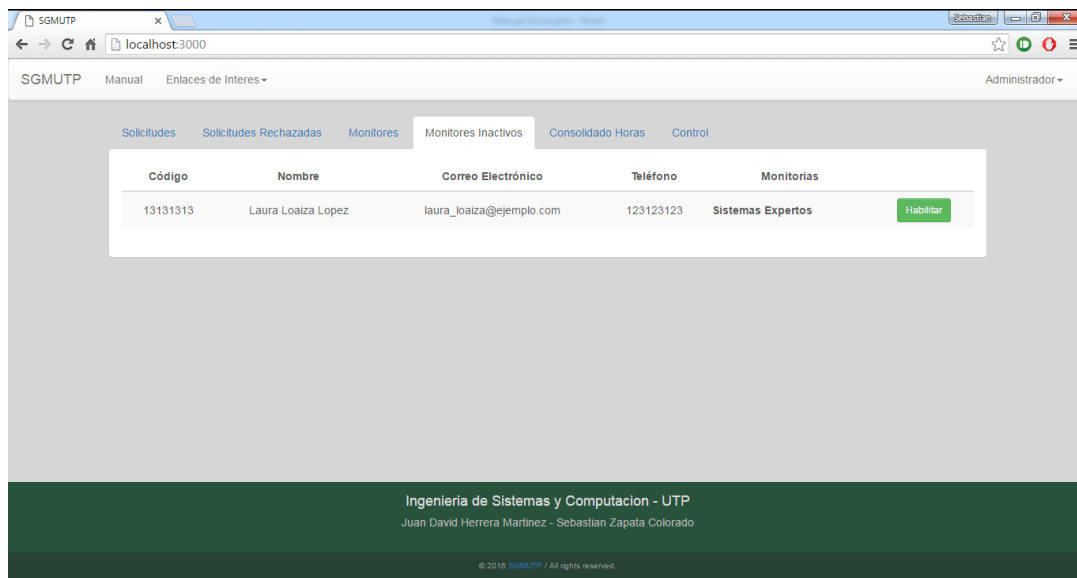 SGMUTP
Sebastian
localhost:3000
SGMUTP Manual Enlaces de Interes Administrador
Solicitudes Solicitudes Rechazadas Monitores Monitores Inactivos Consolidado Horas Control
Código Nombre Correo Electrónico Teléfono Monitorias
13131313 Laura Loaiza Lopez laura_loaiza@ejemplo.com 123123123 Sistemas Expertos Habilitar
Ingenieria de Sistemas y Computacion - UTP
Juan David Herrera Martinez - Sebastian Zapata Colorado
© 2016 SGMUTP / All rights reserved.